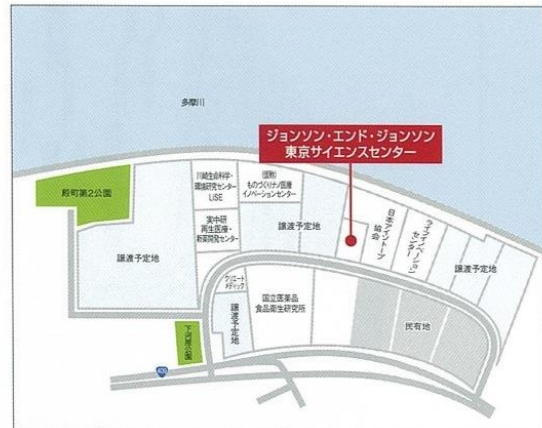 多摩川
ジョンソン・エンド・ジョンソン
東京サイエンスセンター
殿町第2公園
川崎生命科学・
環境研究センター
LiSE
(仮称)
ものづくりナノ医療
イノベーションセンター
実中研
再生医療・
新薬開発センター
譲渡予定地
譲渡予定地
日本アイソトープ
協会
ライフイノベーション
センター
譲渡予定地
クリエート
メディック
譲渡予定地
国立医薬品
食品衛生研究所
民有地
下河原公園
409